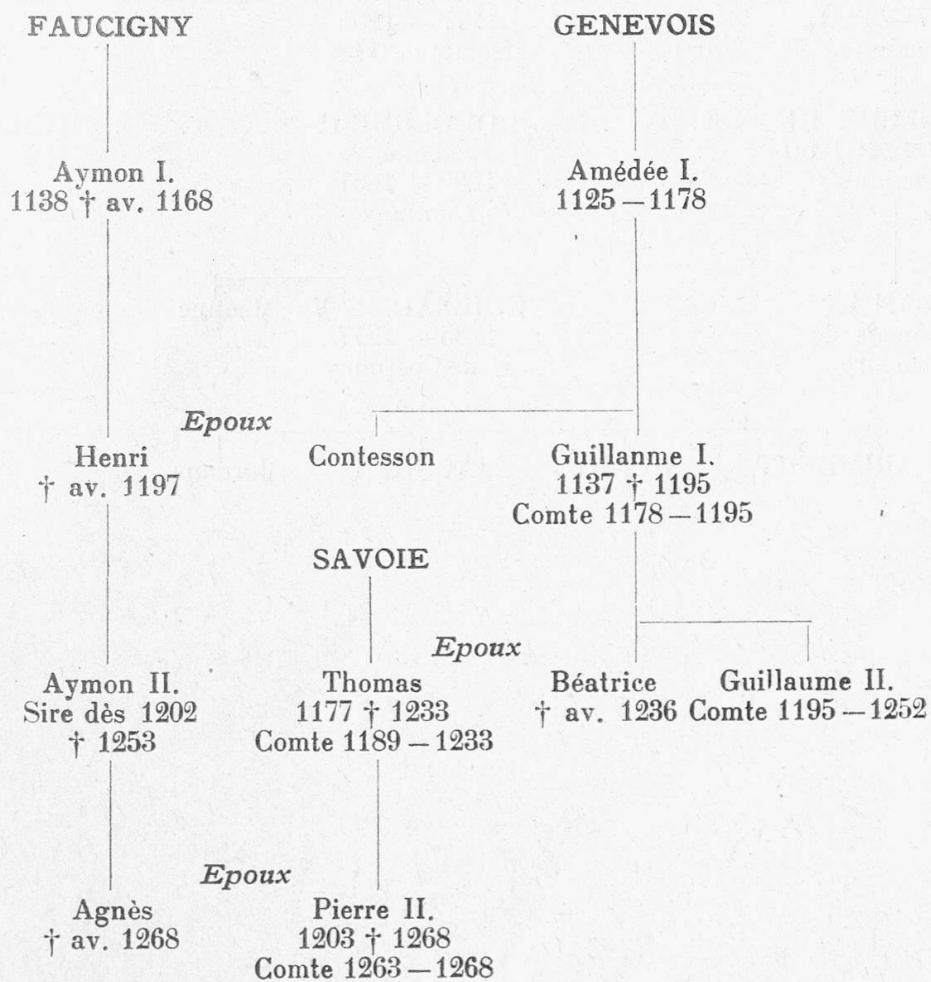 FAUCIGNY GENEVOIS
Aymon I. Amédée I.
1138 † av. 1168 1125 – 1178
Epoux
Henri Contesson Guillanme I.
† av. 1197 1137 † 1195
Comte 1178 – 1195
SAVOIE
Epoux
Aymon II. Thomas Béatrice Guillaume II.
Sire dès 1202 1177 † 1233 † av. 1236 Comte 1195 – 1252
† 1253 Comte 1189 – 1233
Epoux
Agnès Pierre II.
† av. 1268 1203 † 1268
Comte 1263 – 1268